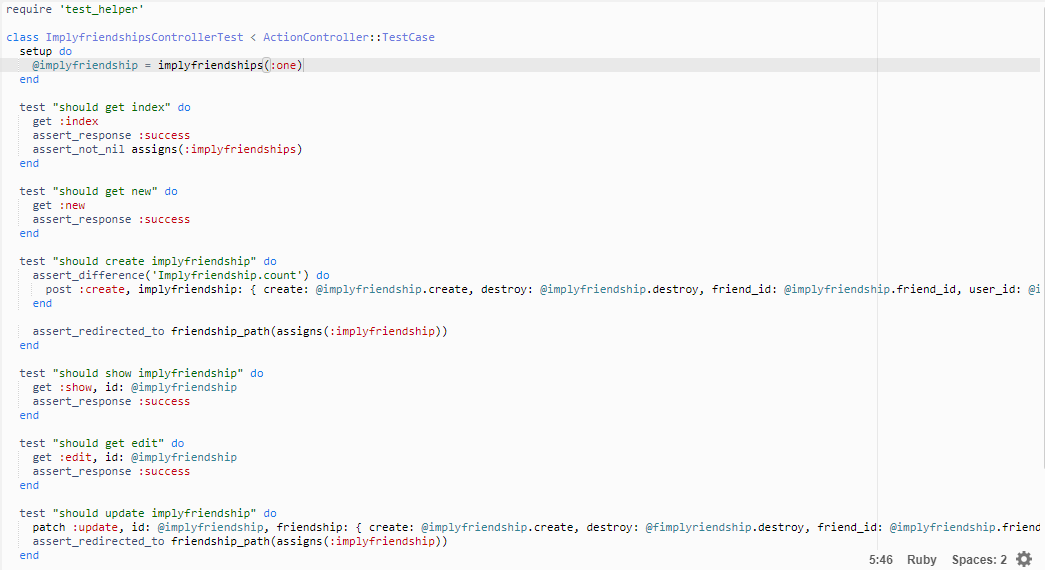 require 'test_helper'

class ImplyfriendshipsControllerTest < ActionController::TestCase
  setup do
    @implyfriendship = implyfriendships(:one)
  end

  test "should get index" do
    get :index
    assert_response :success
    assert_not_nil assigns(:implyfriendships)
  end

  test "should get new" do
    get :new
    assert_response :success
  end

  test "should create implyfriendship" do
    assert_difference('Implyfriendship.count') do
      post :create, implyfriendship: { create: @implyfriendship.create, destroy: @implyfriendship.destroy, friend_id: @implyfriendship.friend_id, user_id: @i
    end

    assert_redirected_to friendship_path(assigns(:implyfriendship))
  end

  test "should show implyfriendship" do
    get :show, id: @implyfriendship
    assert_response :success
  end

  test "should get edit" do
    get :edit, id: @implyfriendship
    assert_response :success
  end

  test "should update implyfriendship" do
    patch :update, id: @implyfriendship, friendship: { create: @implyfriendship.create, destroy: @fimplyriendship.destroy, friend_id: @implyfriendship.friend
    assert_redirected_to friendship_path(assigns(:implyfriendship))
  end
5:46 Ruby Spaces: 2